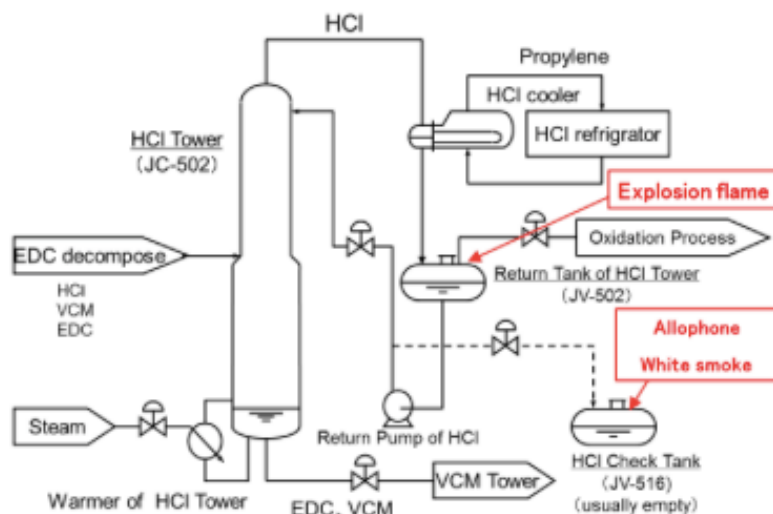 HCl
Propylene
HCl cooler
HCl refrigrator
HCl Tower
(JC-502)
Explosion flame
EDC decompose
Oxidation Process
HCl
VCM
EDC
Return Tank of HCl Tower
(JV-502)
Allophone
White smoke
Steam
Return Pump of HCl
HCl Check Tank
(JV-516)
(usually empty)
VCM Tower
Warmer of HCl Tower
EDC, VCM